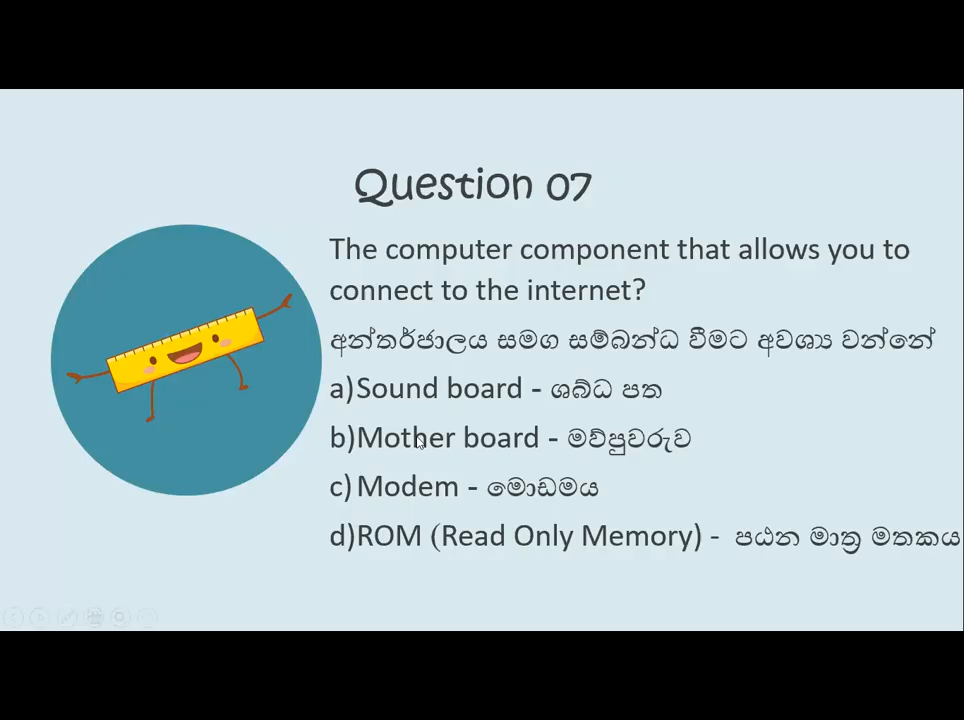 Question 07
The computer component that allows you to
connect to the internet?
අන්තර්ජාලය සමග සම්බන්ධ වීමට අවශ්‍ය වන්නේ
a)Sound board - ශබ්ධ පත
b)Mother board - මව්පුවරුව
c)Modem - මොඩමය
d)ROM (Read Only Memory) - පඨන මාත්‍ර මතකය